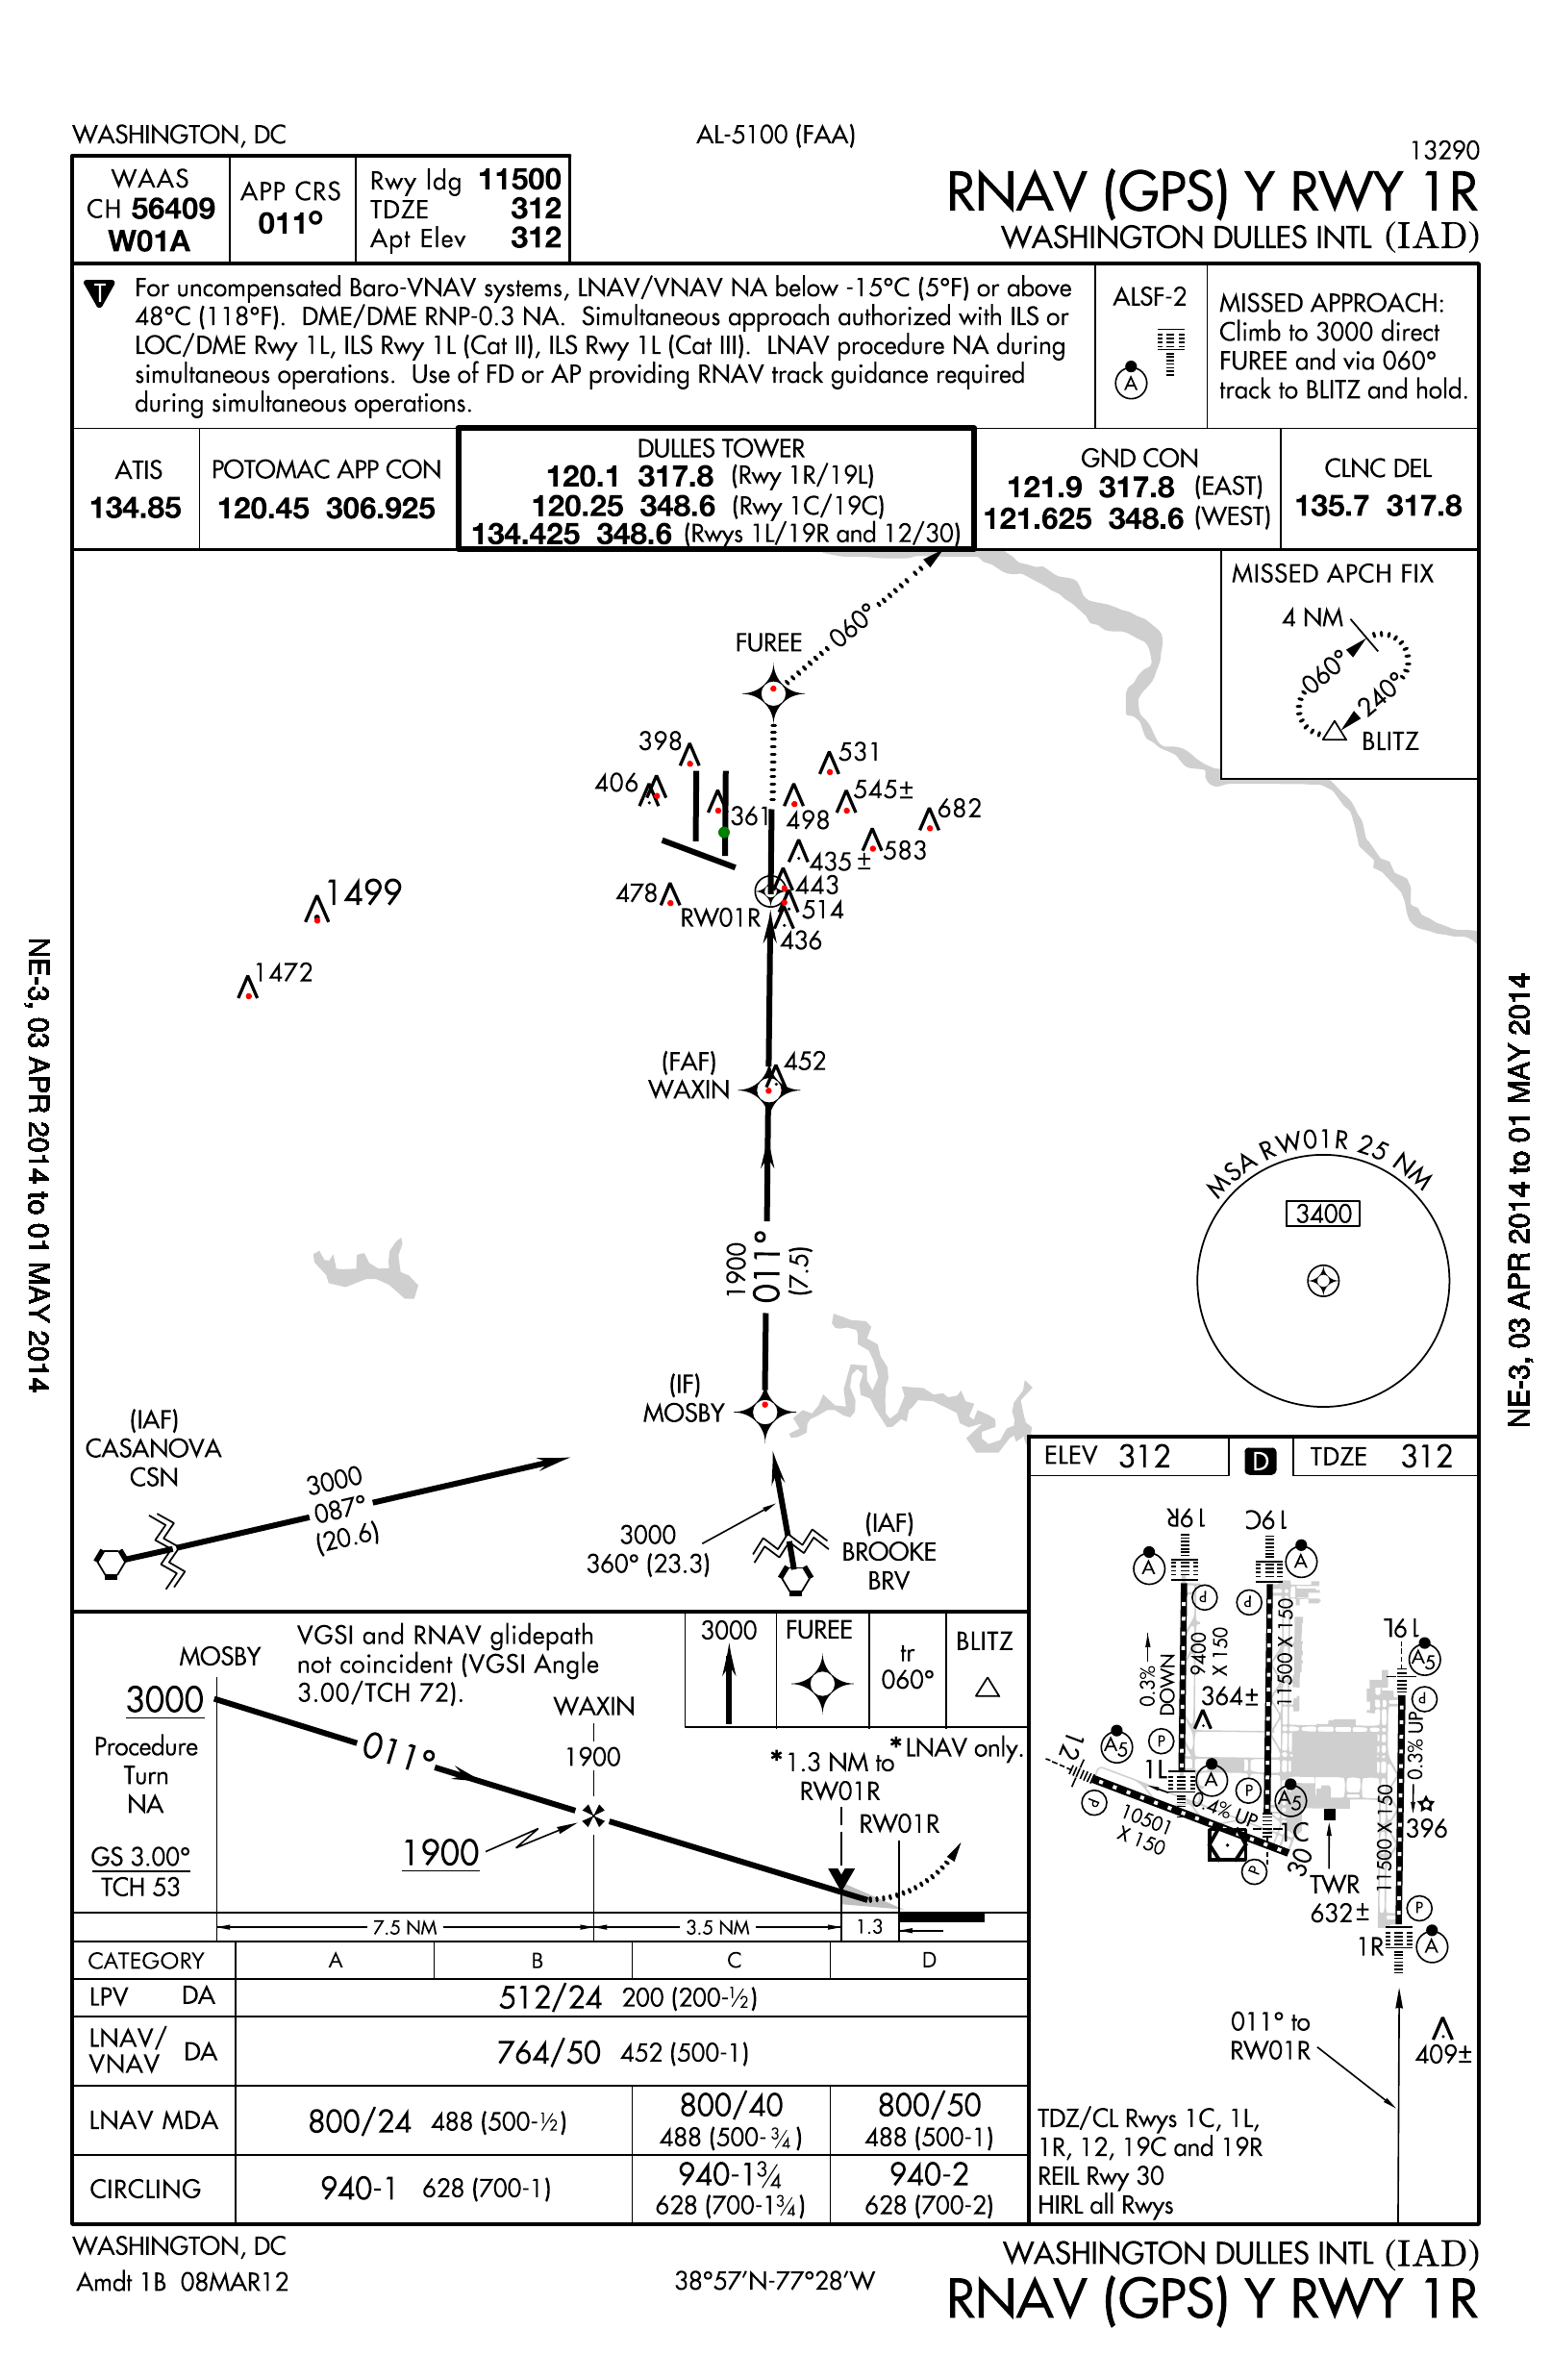 WASHINGTON, DC
AL-5100 (FAA)
13290
RNAV (GPS) Y RWY 1R
WASHINGTON DULLES INTL (IAD)
WAAS
CH 56409
W01A
APP CRS
011°
Rwy ldg 11500
TDZE 312
Apt Elev 312
T
For uncompensated Baro-VNAV systems, LNAV/VNAV NA below -15°C (5°F) or above
48°C (118°F). DME/DME RNP-0.3 NA. Simultaneous approach authorized with ILS or
LOC/DME Rwy 1L, ILS Rwy 1L (Cat II), ILS Rwy 1L (Cat III). LNAV procedure NA during
simultaneous operations. Use of FD or AP providing RNAV track guidance required
during simultaneous operations.
ALSF-2
A
MISSED APPROACH:
Climb to 3000 direct
FUREE and via 060°
track to BLITZ and hold.
ATIS
134.85
POTOMAC APP CON
120.45 306.925
DULLES TOWER
120.1 317.8 (Rwy 1R/19L)
120.25 348.6 (Rwy 1C/19C)
134.425 348.6 (Rwys 1L/19R and 12/30)
GND CON
121.9 317.8 (EAST)
121.625 348.6 (WEST)
CLNC DEL
135.7 317.8
MISSED APCH FIX
4 NM
060°
240°
BLITZ
060°
FUREE
398
531
406
545±
361
498
682
435±
583
443
478
514
RW01R
436
1499
1472
(FAF)
WAXIN
452
1900
011°
(7.5)
MSA RW01R 25 NM
3400
(IF)
MOSBY
(IAF)
CASANOVA
CSN
3000
087°
(20.6)
3000
360° (23.3)
(IAF)
BROOKE
BRV
NE-3, 03 APR 2014 to 01 MAY 2014
NE-3, 03 APR 2014 to 01 MAY 2014
ELEV 312
D
TDZE 312
19R
19C
A
A
P
P
19L
A5
P
0.3%
DOWN
9400
X 150
11500 X 150
364±
12
A5
P
1L
A
P
A5
0.3% UP
P
10501
X 150
0.4% UP
1C
30
P
11500 X 150
396
TWR
632±
P
1R
A
011° to
RW01R
409±
TDZ/CL Rwys 1C, 1L,
1R, 12, 19C and 19R
REIL Rwy 30
HIRL all Rwys
MOSBY
3000
Procedure
Turn
NA
GS 3.00°
TCH 53
VGSI and RNAV glidepath
not coincident (VGSI Angle
3.00/TCH 72).
011°
WAXIN
1900
1900
3000
FUREE
tr
060°
BLITZ
*LNAV only.
*1.3 NM to
RW01R
RW01R
7.5 NM
3.5 NM
1.3
CATEGORY A B C D
LPV DA 512/24 200 (200-½)
LNAV/
VNAV DA 764/50 452 (500-1)
LNAV MDA 800/24 488 (500-½)
800/40
488 (500-¾)
800/50
488 (500-1)
CIRCLING 940-1 628 (700-1)
940-1¾
628 (700-1¾)
940-2
628 (700-2)
WASHINGTON, DC
Amdt 1B 08MAR12
38°57'N-77°28'W
WASHINGTON DULLES INTL (IAD)
RNAV (GPS) Y RWY 1R